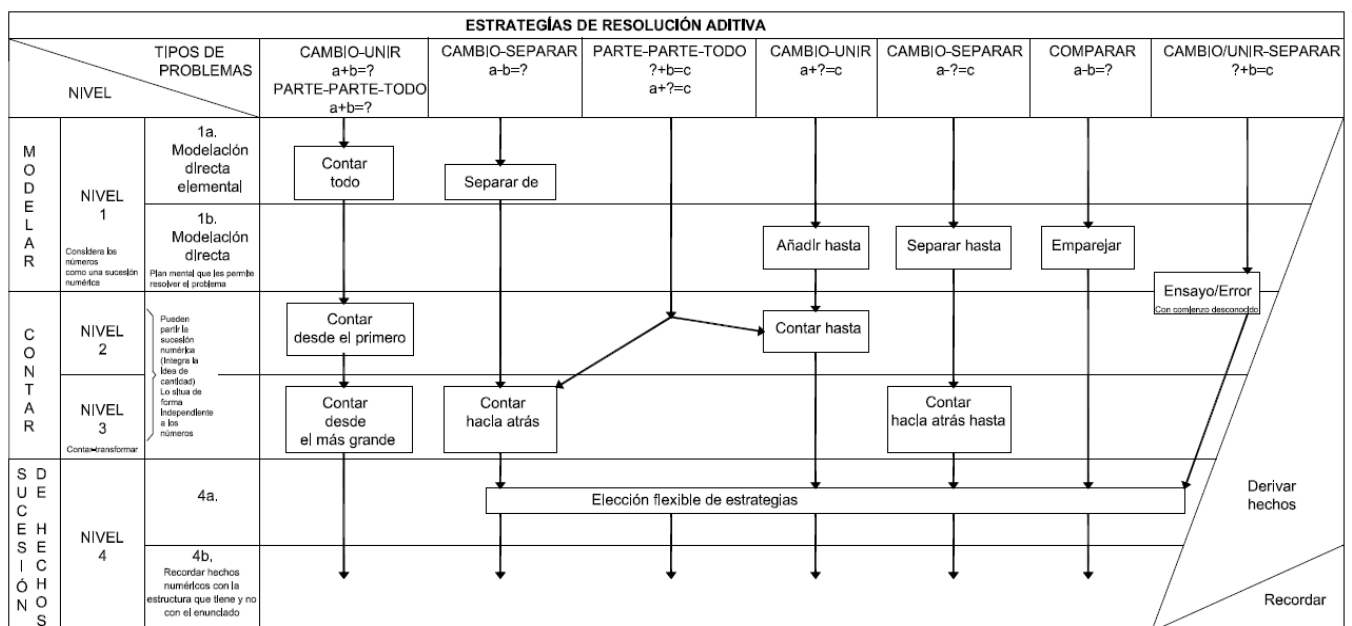 ESTRATEGÍAS DE RESOLUCIÓN ADITIVA
TIPOS DE
PROBLEMAS
NIVEL
CAMBIO-UNIR
a+b=?
PARTE-PARTE-TODO
a+b=?
CAMBIO-SEPARAR
a-b=?
PARTE-PARTE-TODO
?+b=c
a+?=c
CAMBIO-UNIR
a+?=c
CAMBIO-SEPARAR
a-?=c
COMPARAR
a-b=?
CAMBIO/UNIR-SEPARAR
?+b=c
MODELAR
NIVEL
1
Considera los
números
como una sucesión
numérica
1a.
Modelación
directa
elemental
Contar
todo
Separar de
1b.
Modelación
directa
Plan mental que les permite
resolver el problema
Añadir hasta
Separar hasta
Emparejar
Ensayo/Error
Con comienzo desconocido
CONTAR
NIVEL
2
Pueden
partir la
sucesión
numérica
(Integra la
idea de
cantidad)
Lo situa de
forma
Independiente
a los
números
Contar
desde el primero
Contar hasta
NIVEL
3
Contar-transformar
Contar
desde
el más grande
Contar
hacia atrás
Contar
hacia atrás hasta
SUCESIÓN
DE HECHOS
NIVEL
4
4a.
Elección flexible de estrategias
Derivar
hechos
4b.
Recordar hechos
numéricos con la
estructura que tiene y no
con el enunciado
Recordar